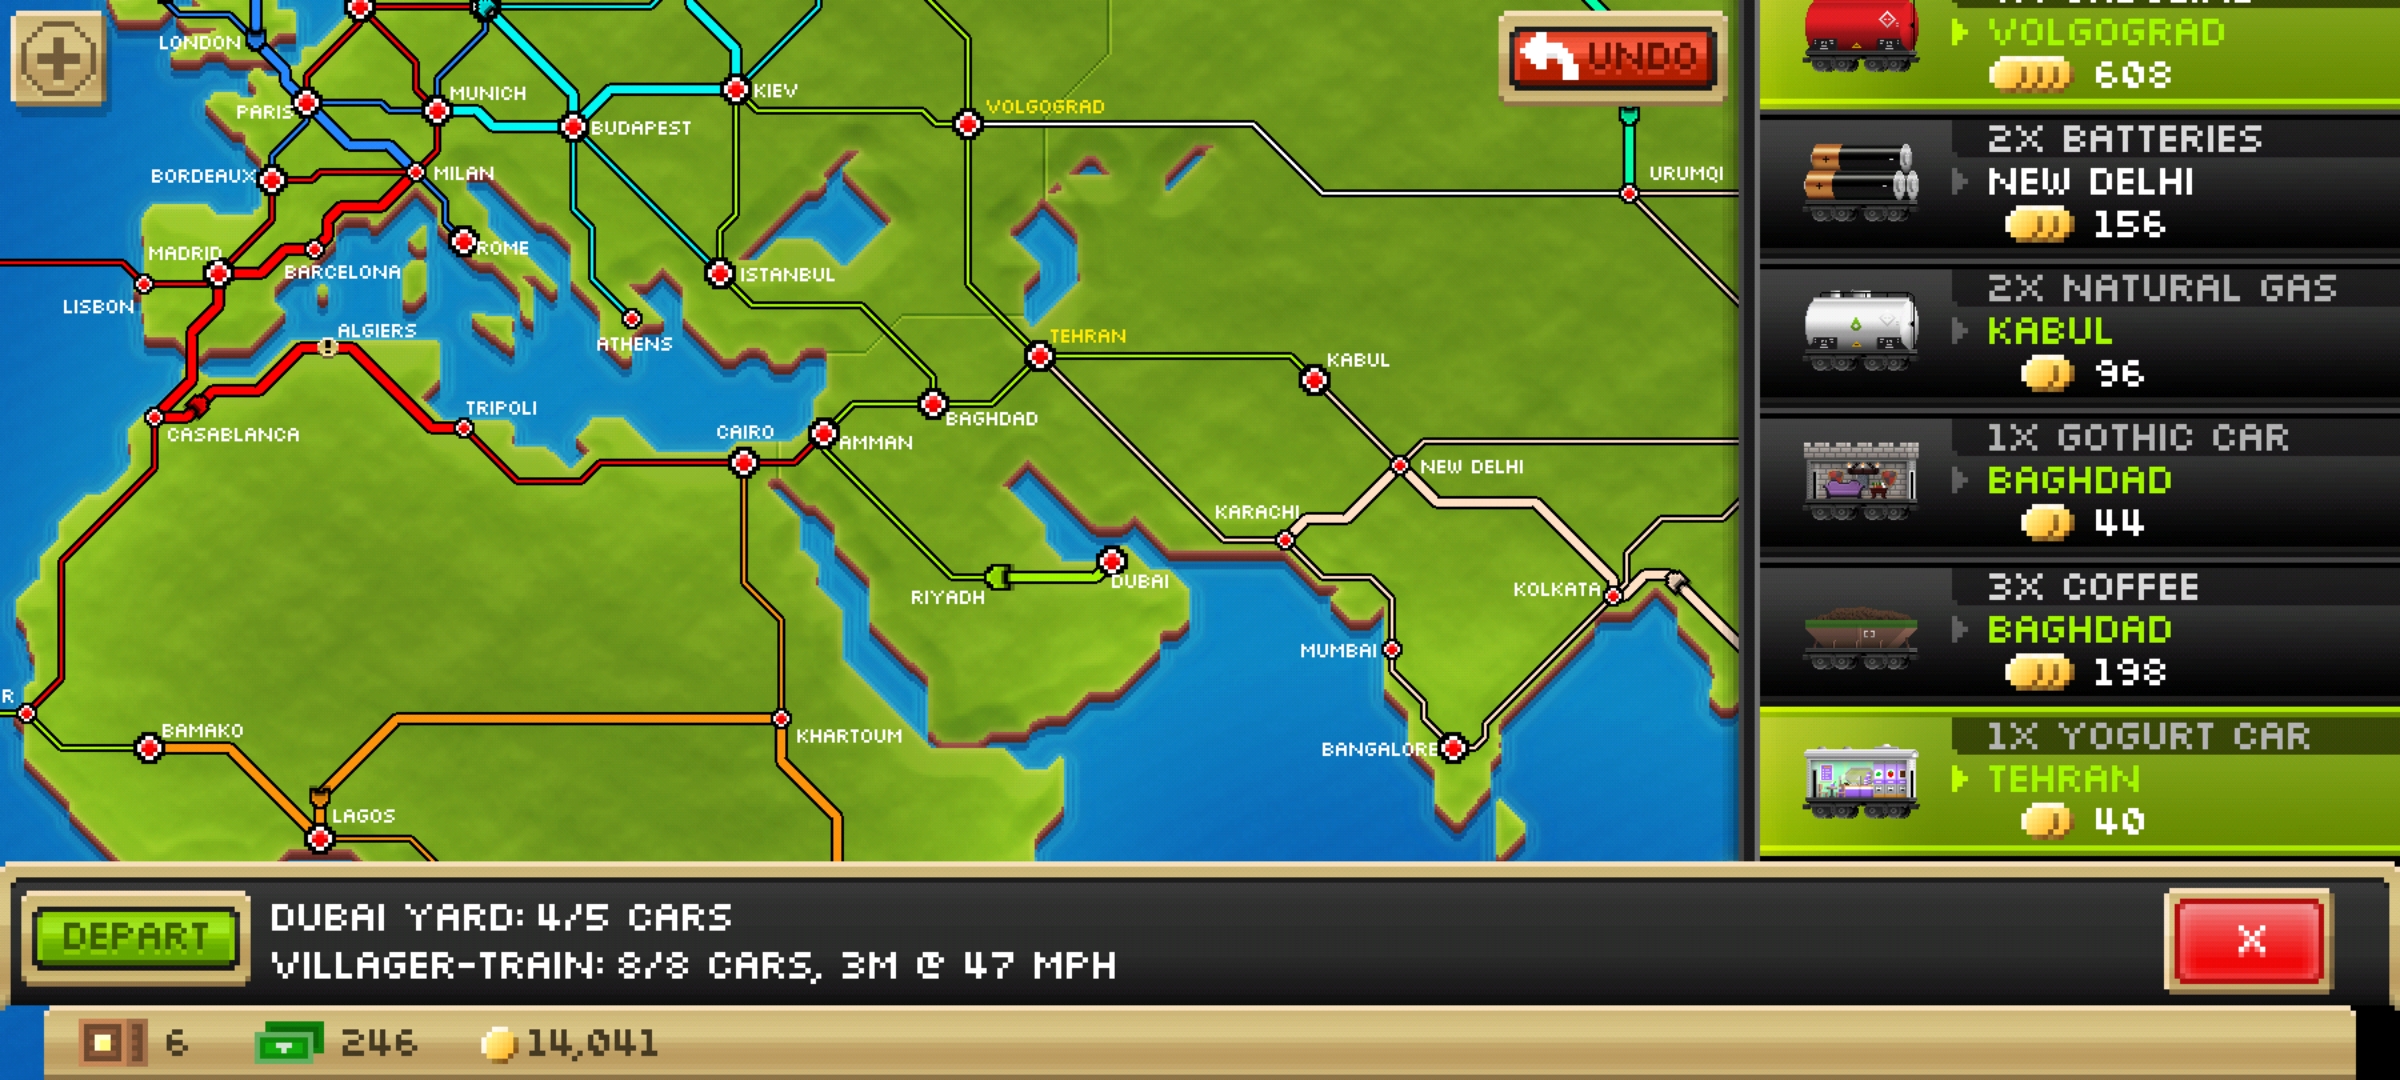 LONDON
PARIS
MUNICH
BUDAPEST
KIEV
VOLGOGRAD
UNDO
URUMQI
BORDEAUX
MILAN
MADRID
BARCELONA
ROME
ISTANBUL
LISBON
ALGIERS
ATHENS
TEHRAN
KABUL
CASABLANCA
TRIPOLI
CAIRO
AMMAN
BAGHDAD
NEW DELHI
KARACHI
RIYADH
DUBAI
KOLKATA
MUMBAI
R
BAMAKO
KHARTOUM
BANGALORE
LAGOS
VOLGOGRAD
608
2X BATTERIES
NEW DELHI
156
2X NATURAL GAS
KABUL
96
1X GOTHIC CAR
BAGHDAD
44
3X COFFEE
BAGHDAD
198
1X YOGURT CAR
TEHRAN
40
DEPART
DUBAI YARD: 4/5 CARS
VILLAGER-TRAIN: 8/8 CARS, 3M @ 47 MPH
X
6
246
14,041